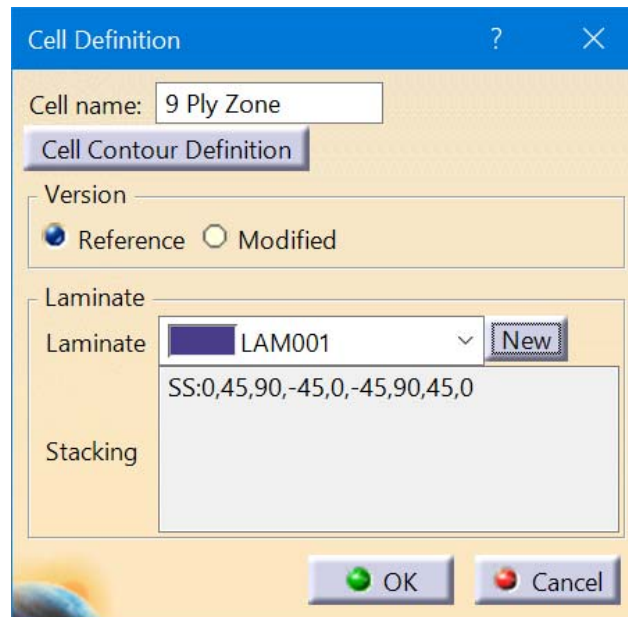 Cell Definition ?
Cell name: 9 Ply Zone
Cell Contour Definition
Version
Reference Modified
Laminate
Laminate LAM001 New
SS:0,45,90,-45,0,-45,90,45,0
Stacking
OK Cancel